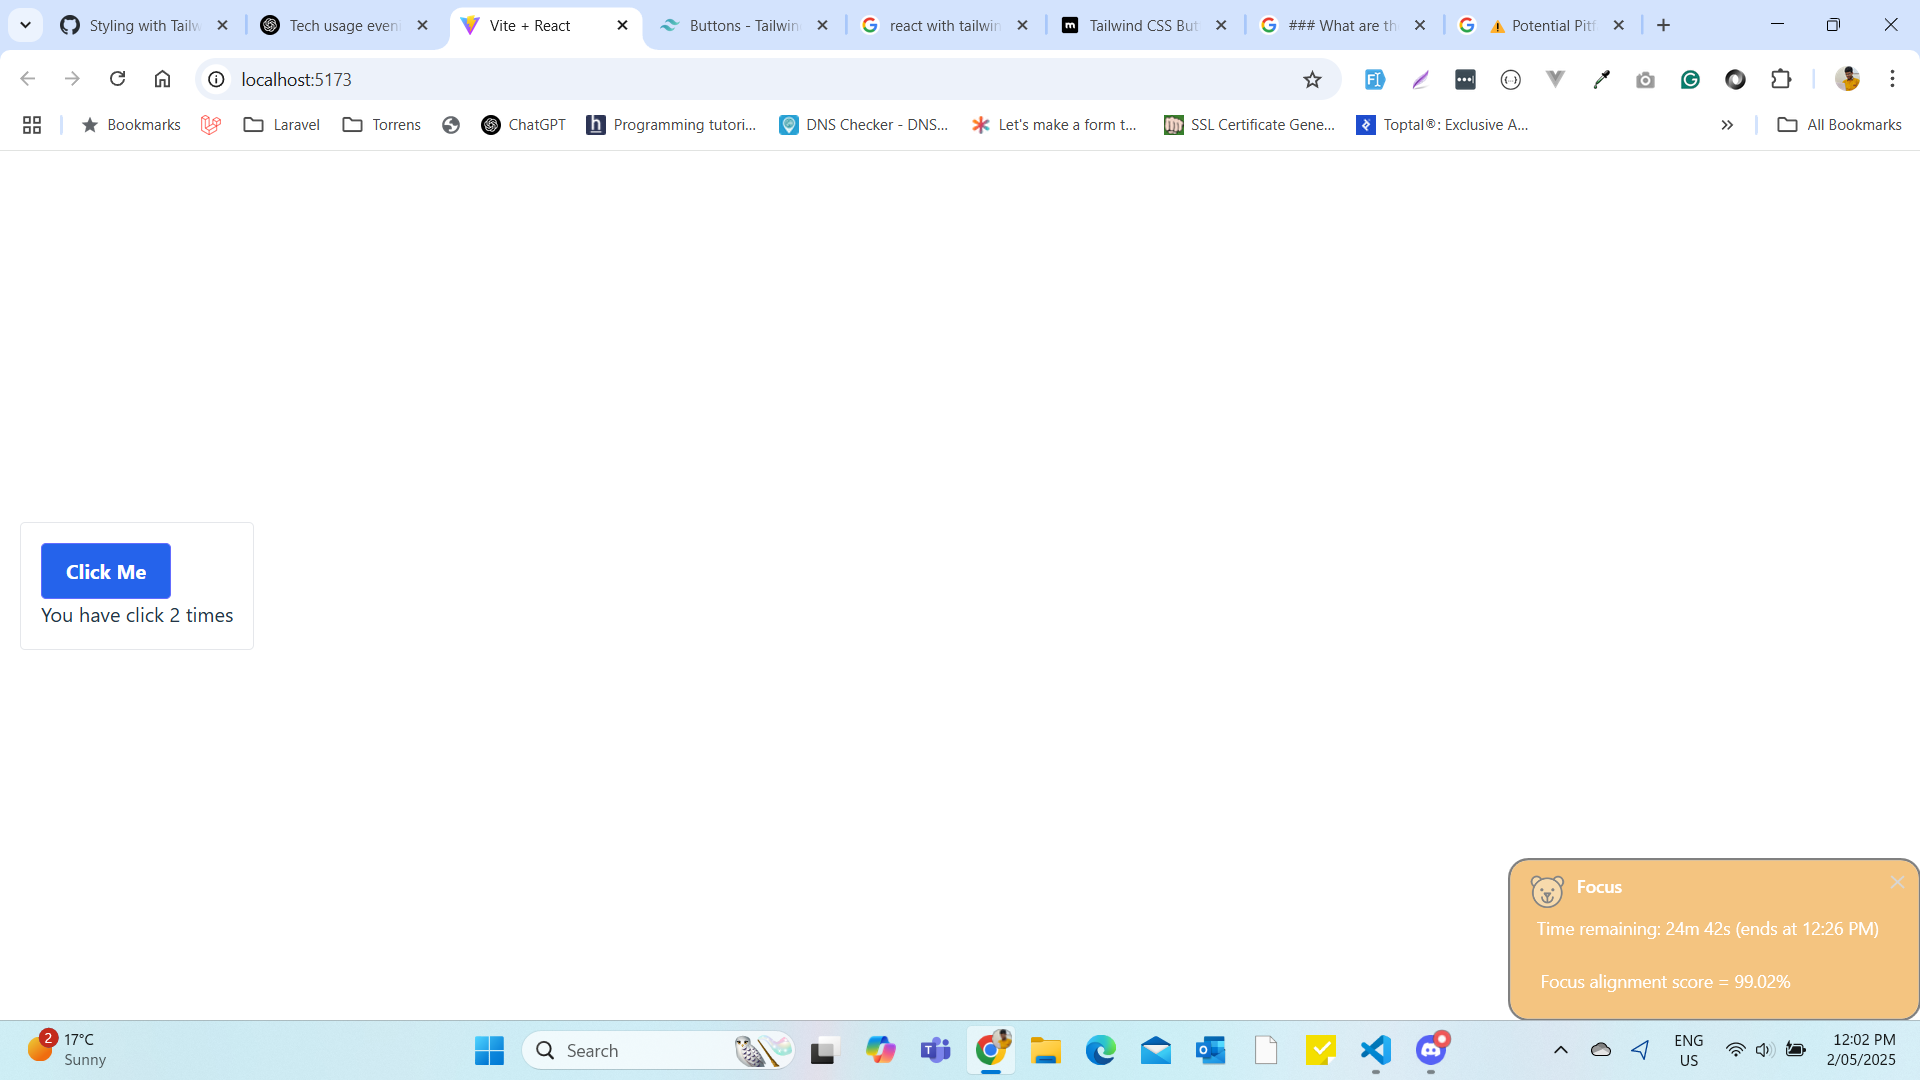 Styling with Tailw
Tech usage eveni
Vite + React
Buttons - Tailwin
react with tailwin
Tailwind CSS But
### What are th
Potential Pitf
localhost:5173
Bookmarks
Laravel
Torrens
ChatGPT
Programming tutori...
DNS Checker - DNS...
Let's make a form t...
SSL Certificate Gene...
Toptal®: Exclusive A...
All Bookmarks
Click Me
You have click 2 times
Focus
Time remaining: 24m 42s (ends at 12:26 PM)
Focus alignment score = 99.02%
2
17°C
Sunny
Search
ENG
US
12:02 PM
2/05/2025